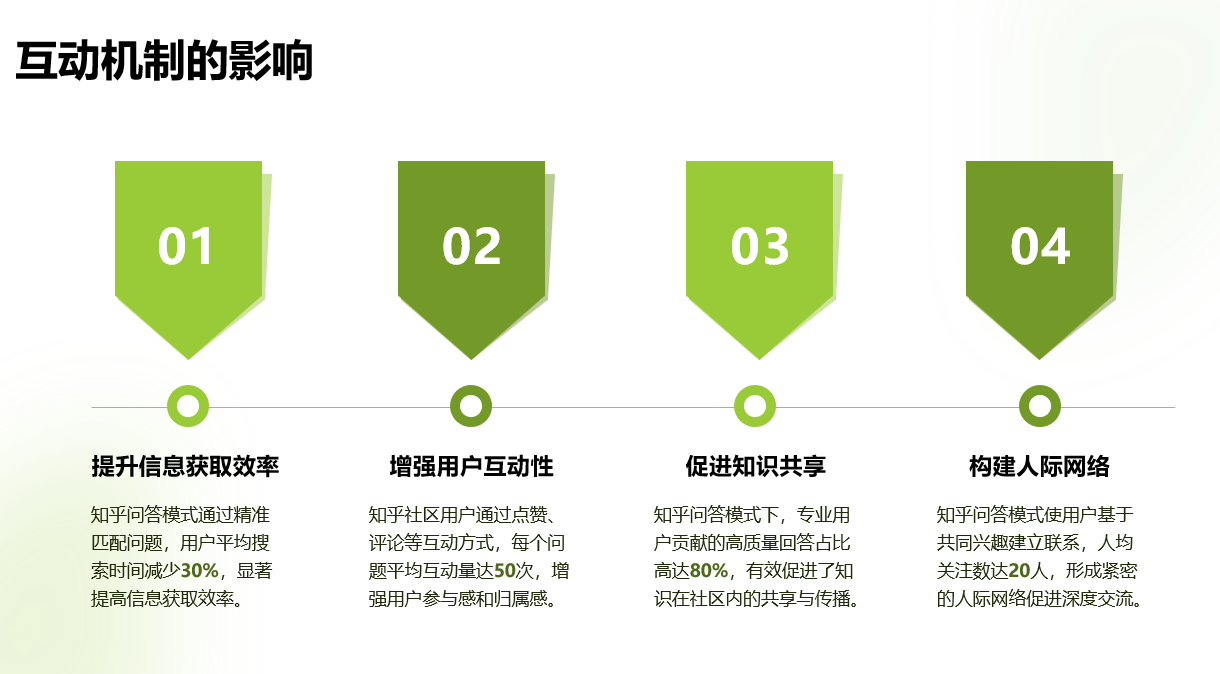 互动机制的影响
01
02
03
04
提升信息获取效率
知乎问答模式通过精准
匹配问题，用户平均搜
索时间减少30%，显著
提高信息获取效率。
增强用户互动性
知乎社区用户通过点赞、
评论等互动方式，每个问
题平均互动量达50次，增
强用户参与感和归属感。
促进知识共享
知乎问答模式下，专业用
户贡献的高质量回答占比
高达80%，有效促进了知
识在社区内的共享与传播。
构建人际网络
知乎问答模式使用户基于
共同兴趣建立联系，人均
关注数达20人，形成紧密
的人际网络促进深度交流。